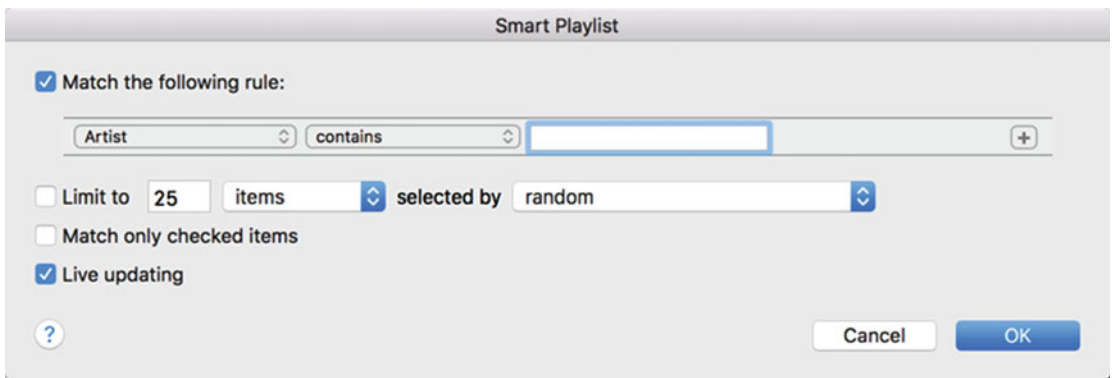 Smart Playlist
Match the following rule:
Artist contains +
Limit to 25 items selected by random
Match only checked items
Live updating
? Cancel OK